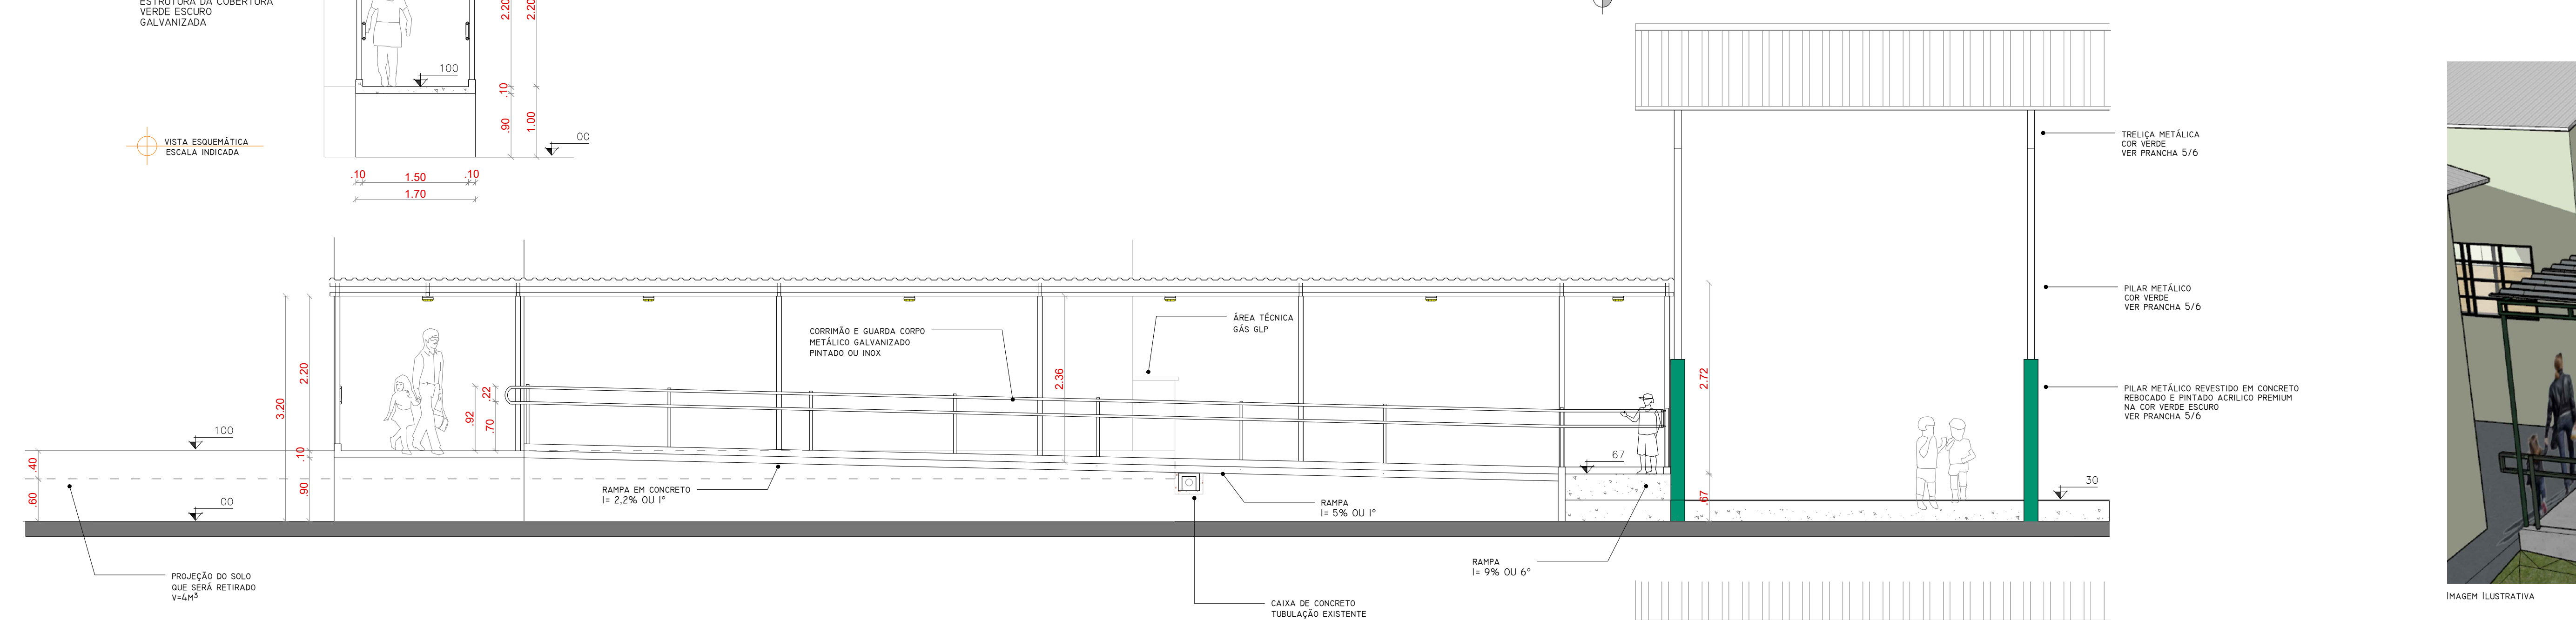 ESTRUTURA DA COBERTURA
VERDE ESCURO
GALVANIZADA
2.20
2.20
100
.10
.90
1.00
00
VISTA ESQUEMÁTICA
ESCALA INDICADA
.10
1.50
.10
1.70
TRELIÇA METÁLICA
COR VERDE
VER PRANCHA 5/6
PILAR METÁLICO
COR VERDE
VER PRANCHA 5/6
PILAR METÁLICO REVESTIDO EM CONCRETO
REBOCADO E PINTADO ACRILICO PREMIUM
NA COR VERDE ESCURO
VER PRANCHA 5/6
CORRIMÃO E GUARDA CORPO
METÁLICO GALVANIZADO
PINTADO OU INOX
ÁREA TÉCNICA
GÁS GLP
2.20
3.20
.22
.92
.70
2.36
2.72
100
.40
.10
.60
.90
00
67
.67
30
RAMPA EM CONCRETO
I= 2,2% OU 1°
RAMPA
I= 5% OU 1°
RAMPA
I= 9% OU 6°
PROJEÇÃO DO SOLO
QUE SERÁ RETIRADO
V=4M³
CAIXA DE CONCRETO
TUBULAÇÃO EXISTENTE
IMAGEM ILUSTRATIVA